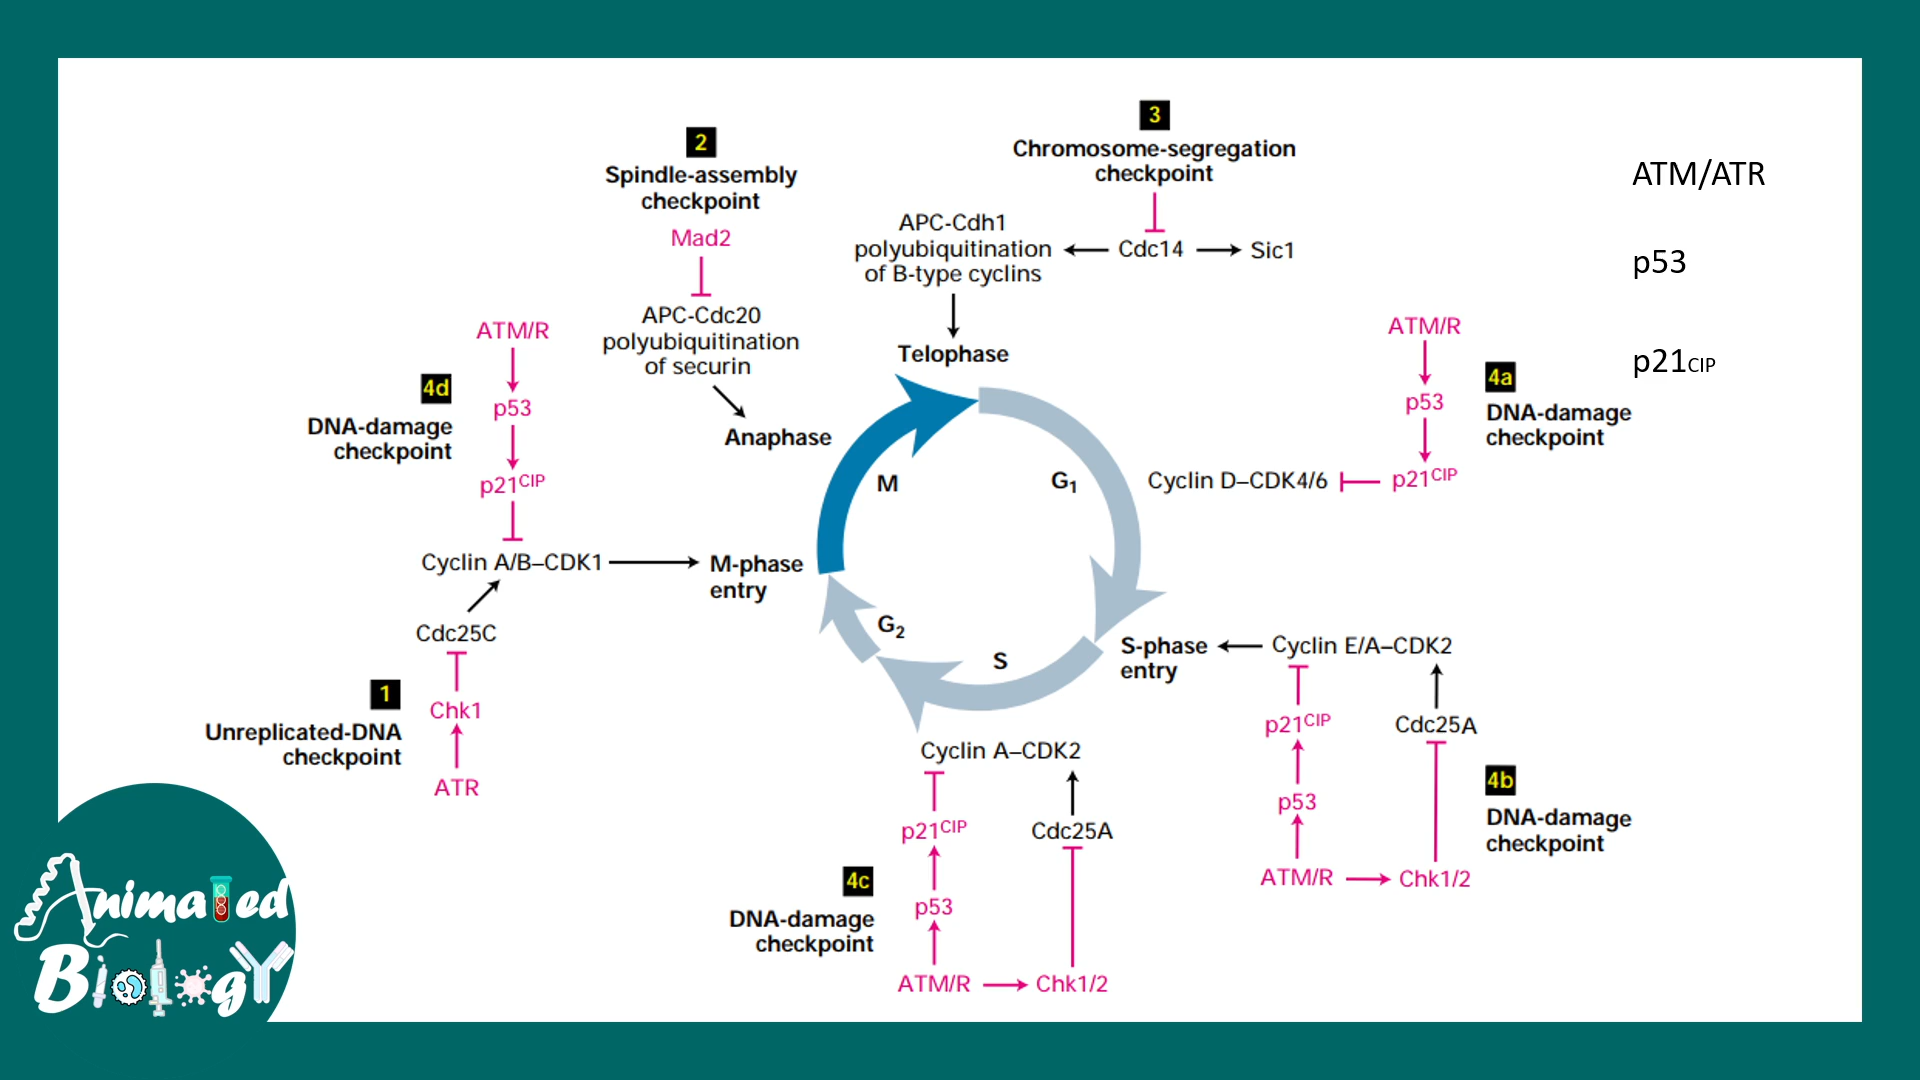 2
Spindle-assembly
checkpoint
Mad2
APC-Cdc20
polyubiquitination
of securin
Anaphase
3
Chromosome-segregation
checkpoint
Cdc14
Sic1
APC-Cdh1
polyubiquitination
of B-type cyclins
Telophase
ATM/ATR
p53
p21CIP
ATM/R
p53
p21CIP
4a
DNA-damage
checkpoint
Cyclin D–CDK4/6
ATM/R
p53
p21CIP
4d
DNA-damage
checkpoint
Cyclin A/B–CDK1
M-phase
entry
Cdc25C
1
Unreplicated-DNA
checkpoint
Chk1
ATR
M
G1
G2
S
S-phase
entry
Cyclin E/A–CDK2
p21CIP
Cdc25A
p53
4b
DNA-damage
checkpoint
ATM/R
Chk1/2
Cyclin A–CDK2
p21CIP
Cdc25A
4c
DNA-damage
checkpoint
p53
ATM/R
Chk1/2
Animated
Biology